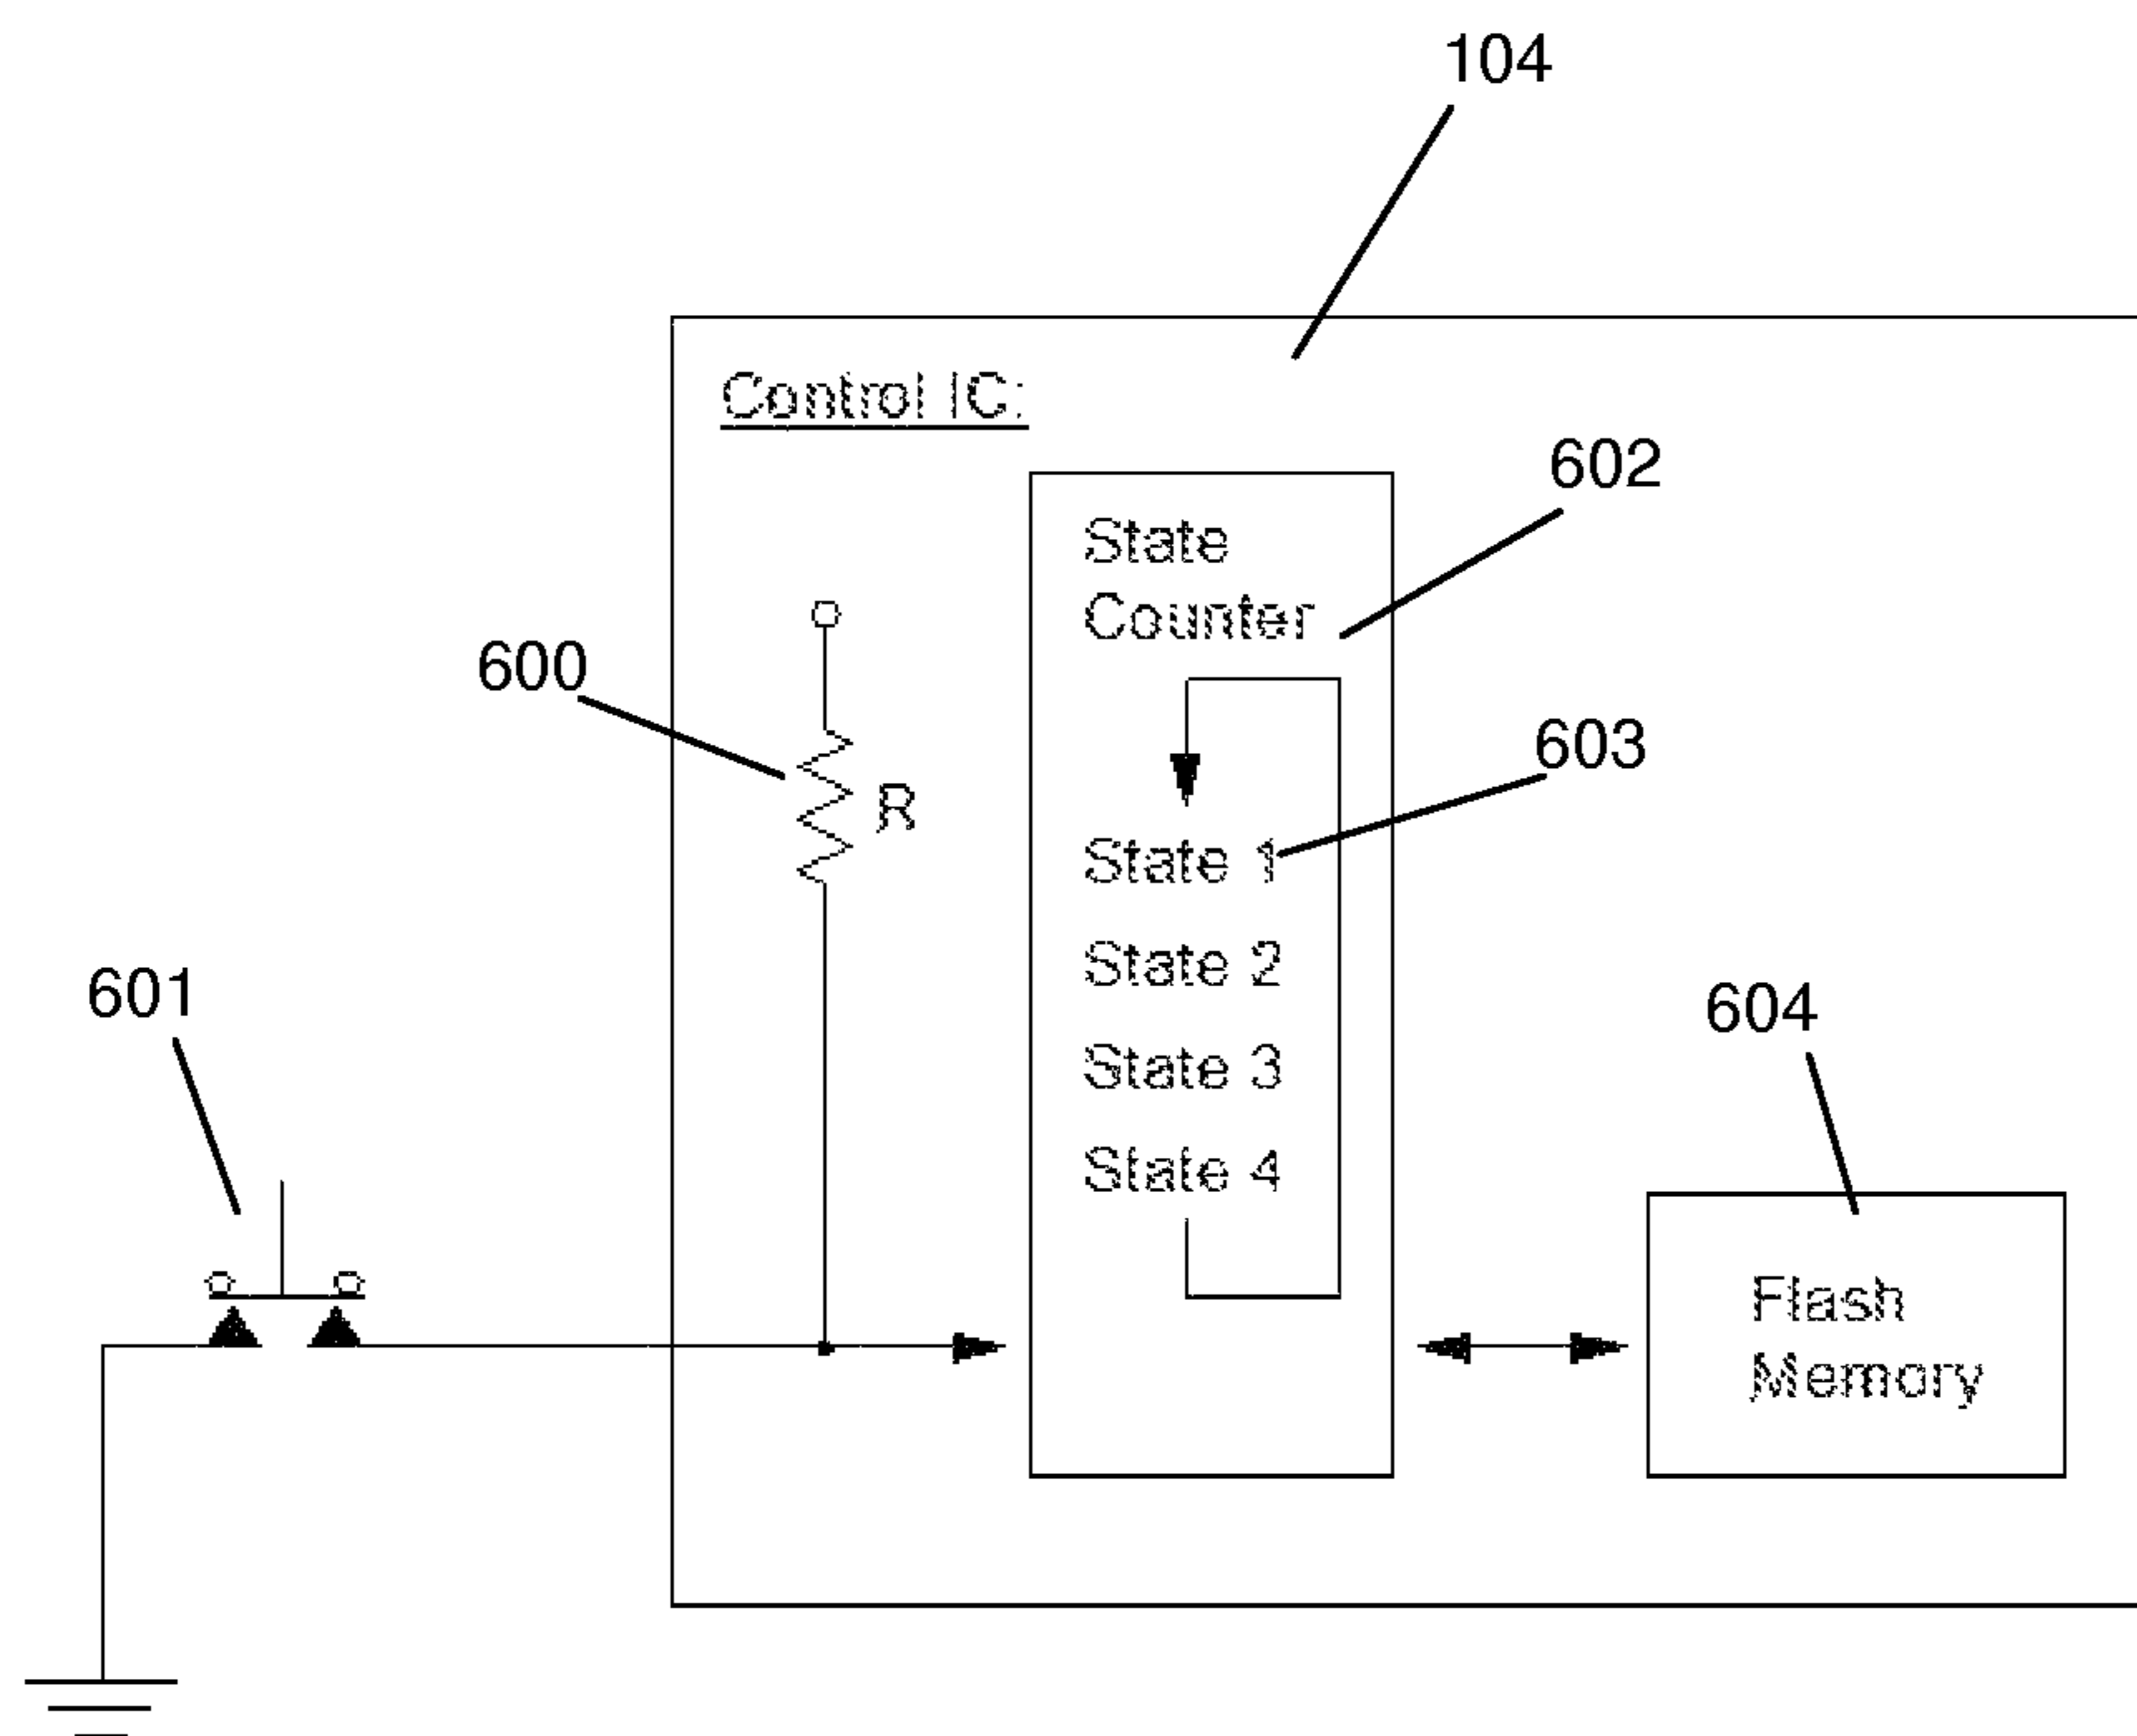 104
Control IC:
602
State
Counter
600
603
R
State 1
601
State 2
604
State 3
State 4
Flash
Memory